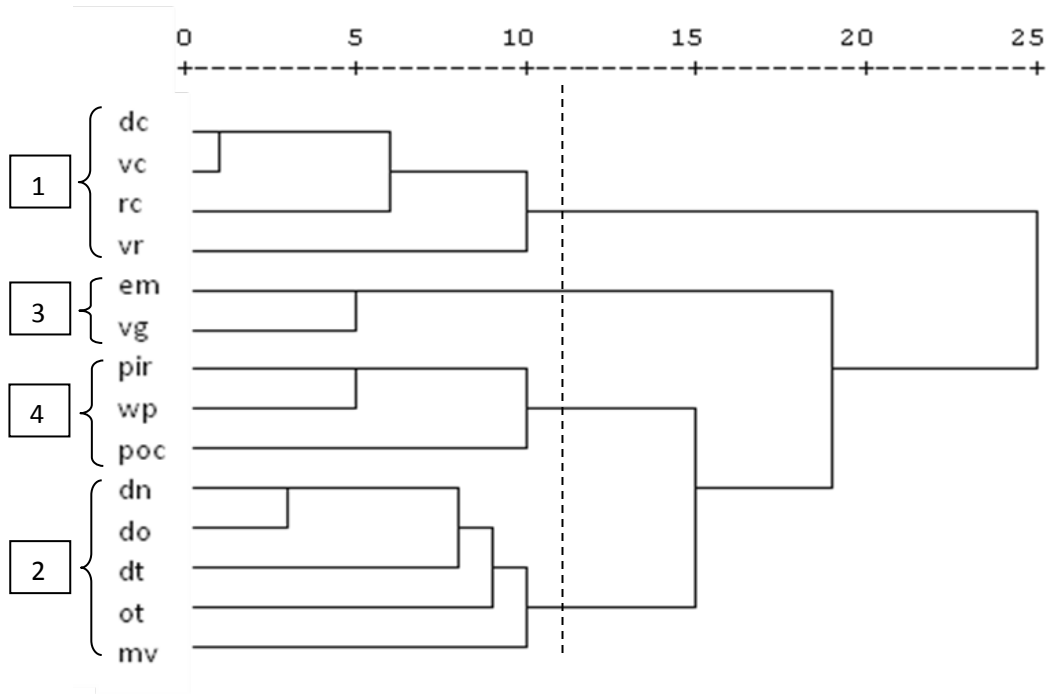 0 5 10 15 20 25
+---------+---------+---------+---------+---------+
dc
vc
1
rc
vr
em
3
vg
pir
4
wp
poc
dn
do
2
dt
ot
mv